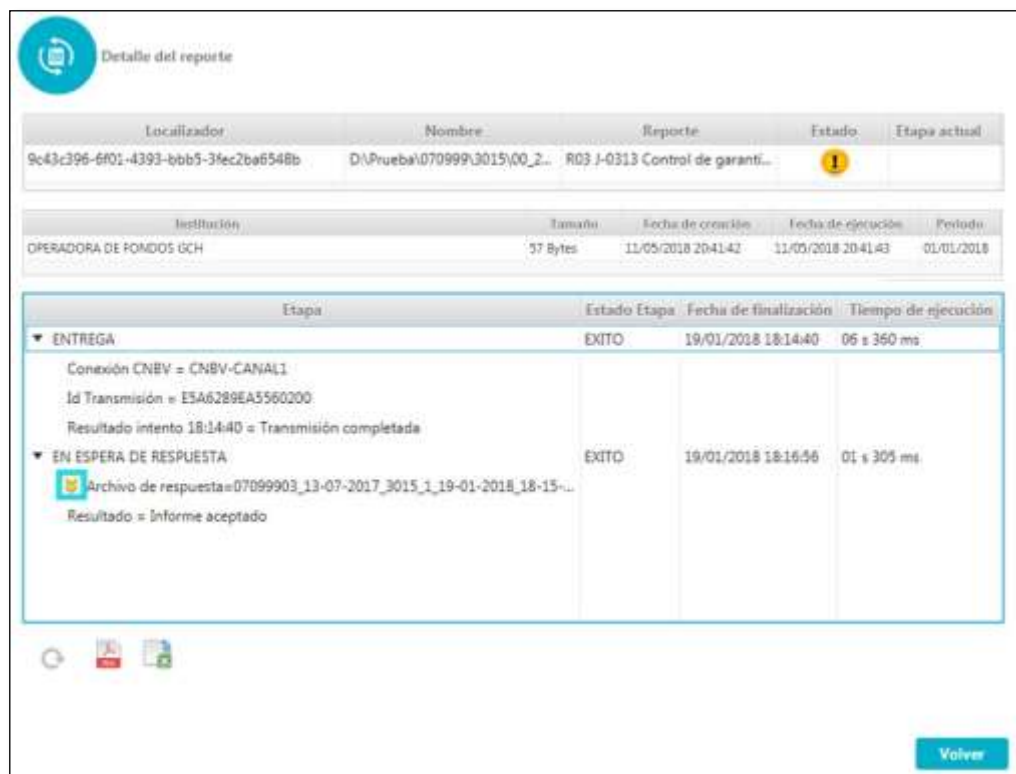 Detalle del reporte
Localizador Nombre Reporte Estado Etapa actual
9c43c396-6f01-4393-bbb5-3fec2ba6548b D:\Prueba\070999\3015\00_2... R03 J-0313 Control de garantí...
Institución Tamaño Fecha de creación Fecha de ejecución Periodo
OPERADORA DE FONDOS GCH 57 Bytes 11/05/2018 20:41:42 11/05/2018 20:41:43 01/01/2018
Etapa Estado Etapa Fecha de finalización Tiempo de ejecución
ENTREGA EXITO 19/01/2018 18:14:40 06 s 360 ms
Conexión CNBV = CNBV-CANAL1
Id Transmisión = E5A6289EA5560200
Resultado intento 18:14:40 = Transmisión completada
EN ESPERA DE RESPUESTA EXITO 19/01/2018 18:16:56 01 s 305 ms
Archivo de respuesta=07099903_13-07-2017_3015_1_19-01-2018_18-15-...
Resultado = Informe aceptado
Volver